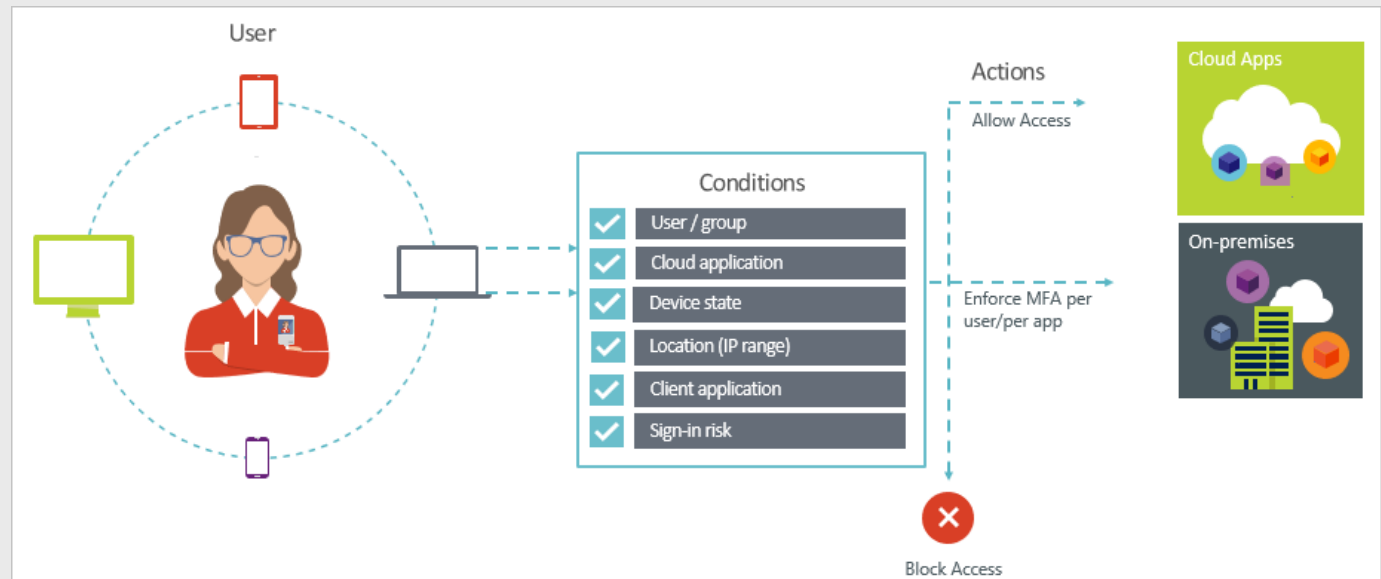 User
Conditions
User / group
Cloud application
Device state
Location (IP range)
Client application
Sign-in risk
Actions
Allow Access
Enforce MFA per
user/per app
Block Access
Cloud Apps
On-premises